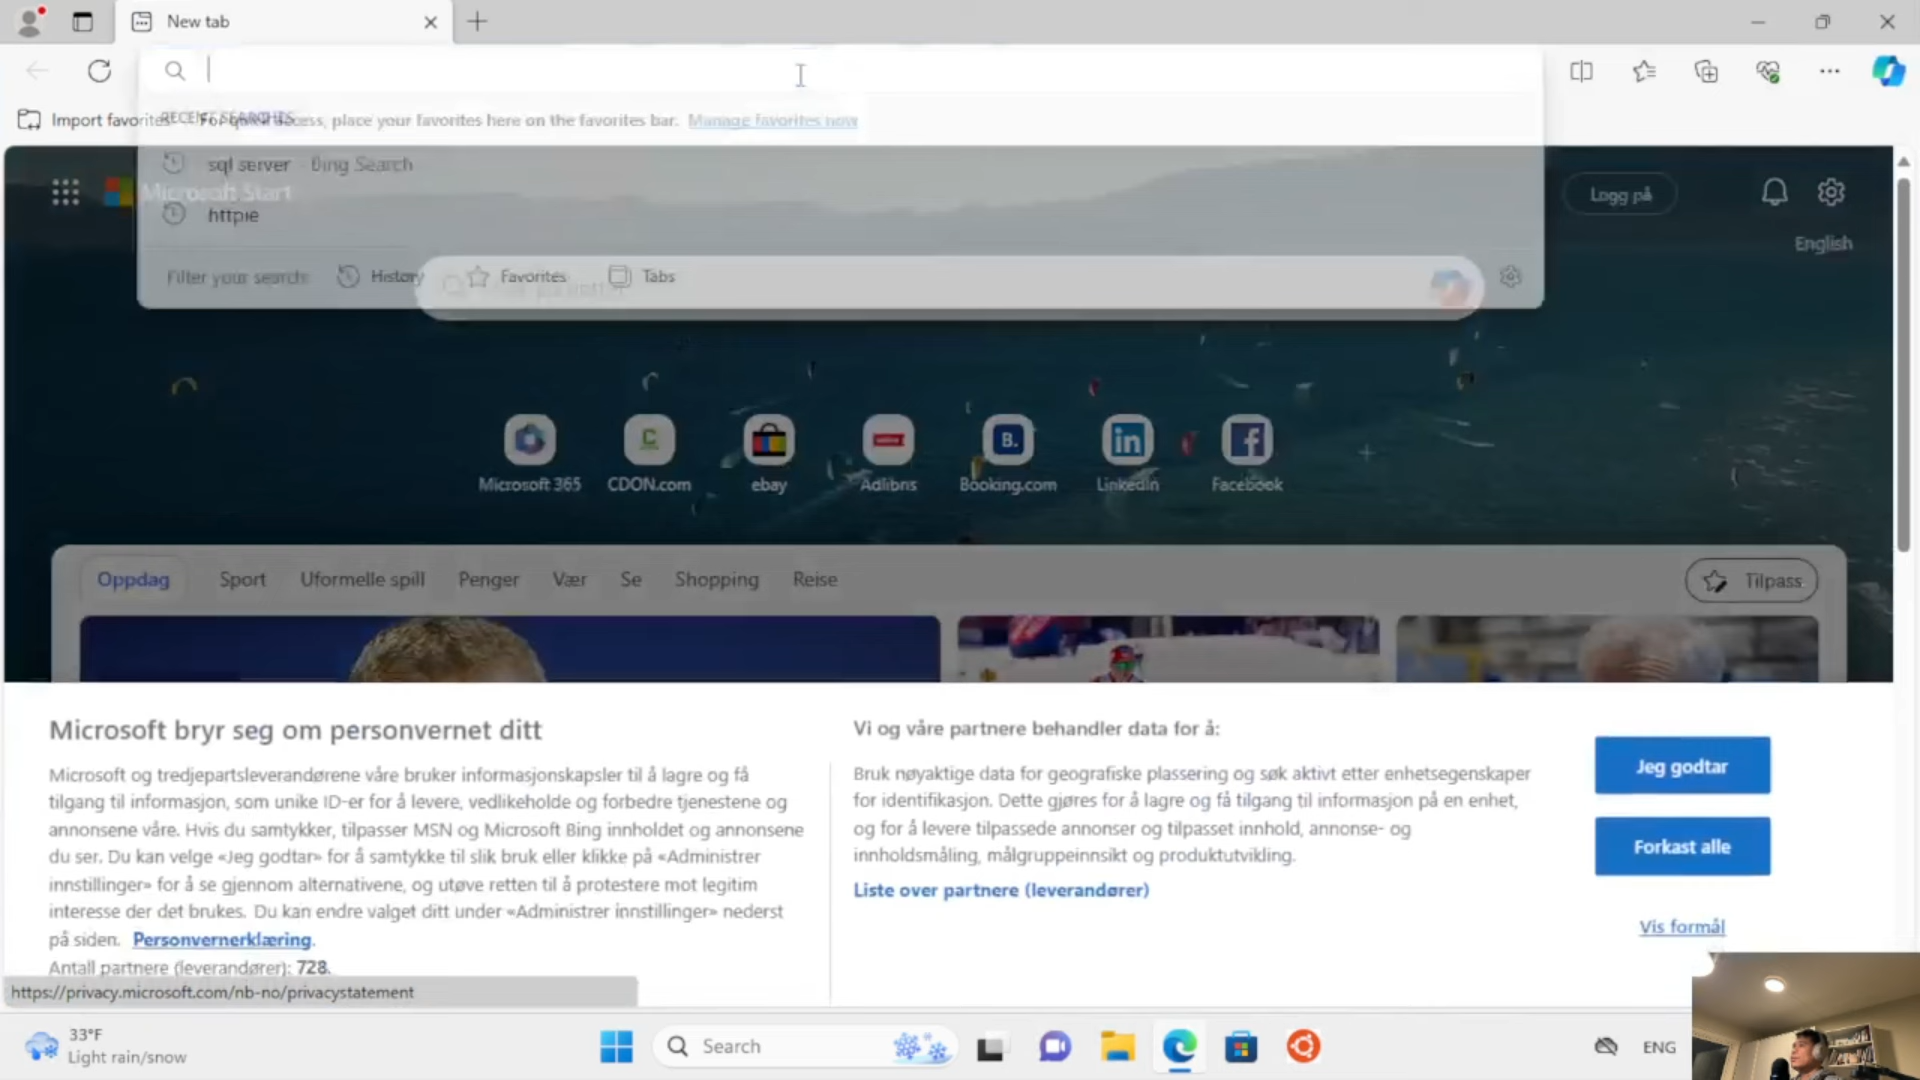 New tab
RECENT SEARCHES
Import favorites
For quick access, place your favorites here on the favorites bar. Manage favorites now
sql server - Bing Search
Microsoft Start
httpie
Logg på
English
Filter your search:
History
Favorites
Tabs
Microsoft 365
CDON.com
ebay
Adlibris
Booking.com
LinkedIn
Facebook
Oppdag
Sport
Uformelle spill
Penger
Vær
Se
Shopping
Reise
Tilpass
Microsoft bryr seg om personvernet ditt
Microsoft og tredjepartsleverandørene våre bruker informasjonskapsler til å lagre og få
tilgang til informasjon, som unike ID-er for å levere, vedlikeholde og forbedre tjenestene og
annonsene våre. Hvis du samtykker, tilpasser MSN og Microsoft Bing innholdet og annonsene
du ser. Du kan velge «Jeg godtar» for å samtykke til slik bruk eller klikke på «Administrer
innstillinger» for å se gjennom alternativene, og utøve retten til å protestere mot legitim
interesse der det brukes. Du kan endre valget ditt under «Administrer innstillinger» nederst
på siden. Personvernerklæring.
Antall partnere (leverandører): 728.
Vi og våre partnere behandler data for å:
Bruk nøyaktige data for geografiske plassering og søk aktivt etter enhetsegenskaper
for identifikasjon. Dette gjøres for å lagre og få tilgang til informasjon på en enhet,
og for å levere tilpassede annonser og tilpasset innhold, annonse- og
innholdsmåling, målgruppeinnsikt og produktutvikling.
Liste over partnere (leverandører)
Jeg godtar
Forkast alle
Vis formål
https://privacy.microsoft.com/nb-no/privacystatement
33°F
Light rain/snow
Search
ENG